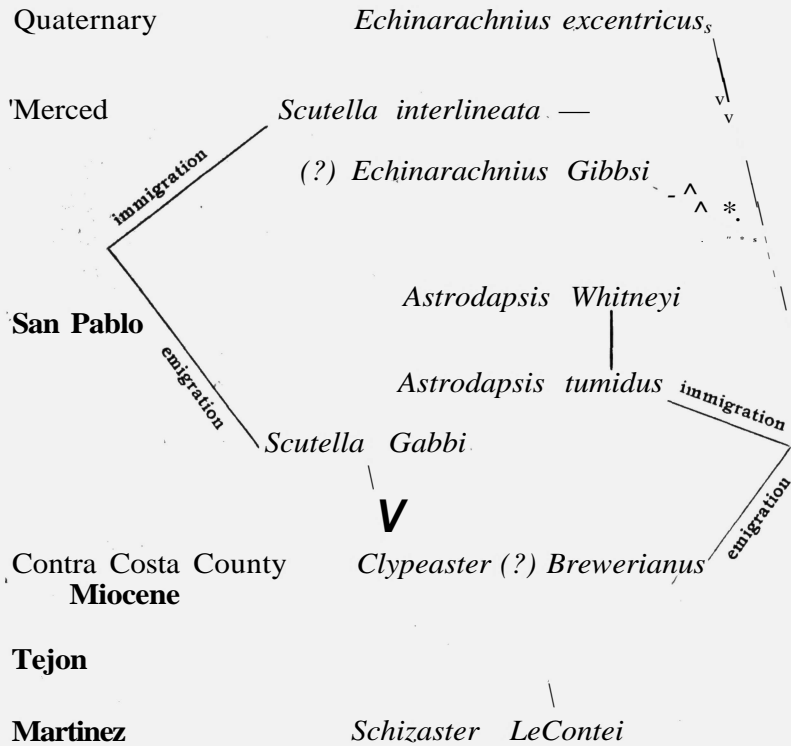 Quaternary Echinarachnius excentricus
'Merced Scutella interlineata —
immigration
(?) Echinarachnius Gibbsi
Astrodapsis Whitneyi
San Pablo
emigration
Astrodapsis tumidus
immigration
Scutella Gabbi
emigration
Contra Costa County Clypeaster (?) Brewerianus
Miocene
Tejon
Martinez Schizaster LeContei